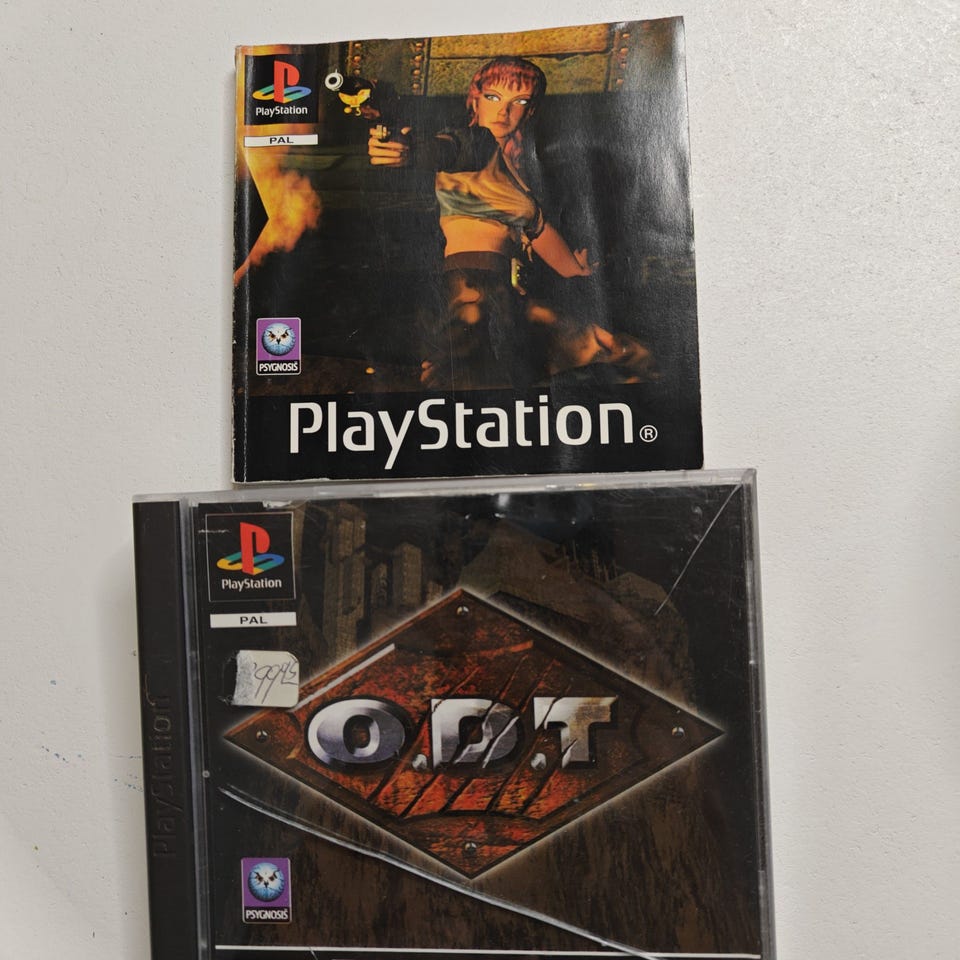 PlayStation
PAL
PSYGNOSIS
PlayStation®
PlayStation
PAL
O.D.T
PlayStation
PSYGNOSIS